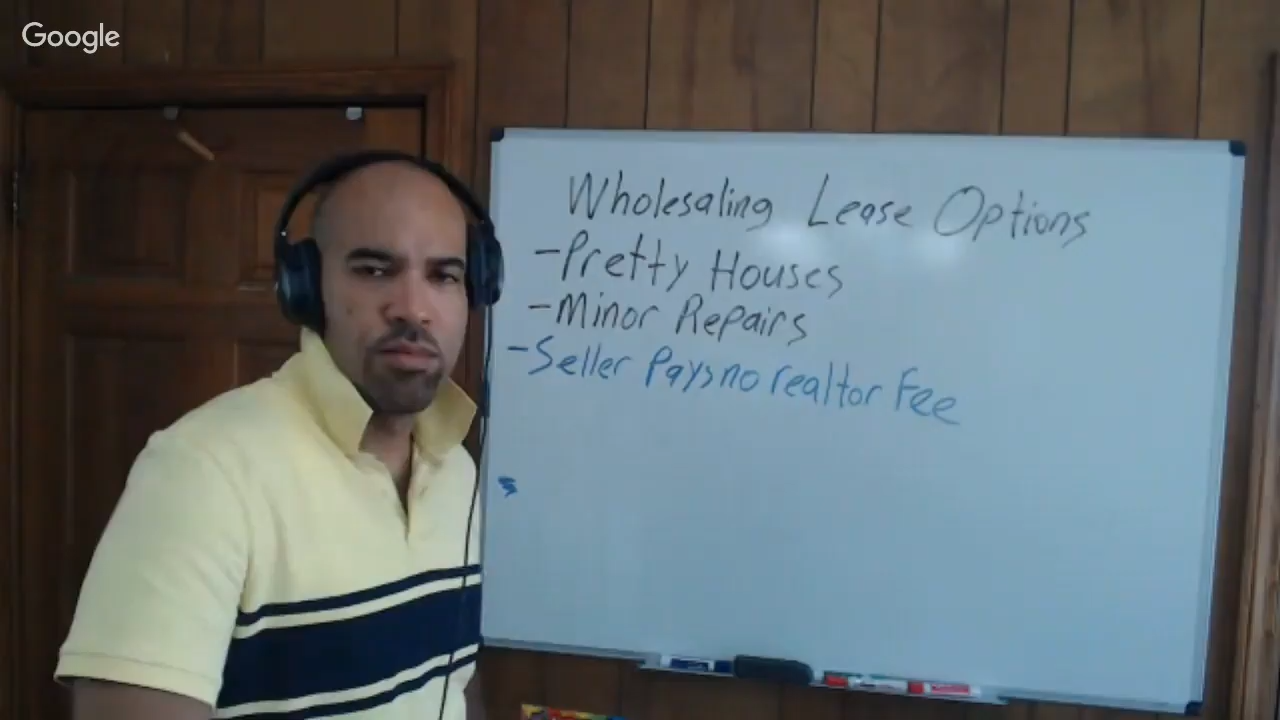 Google
Wholesaling Lease Options
-Pretty Houses
-Minor Repairs
-Seller Pays no realtor Fee